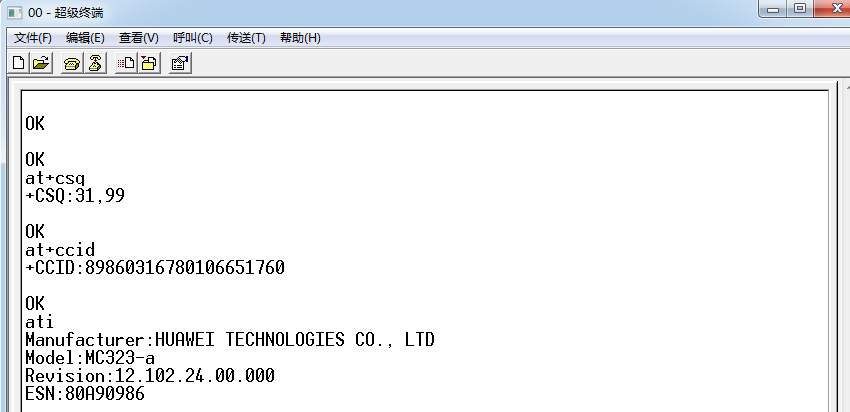 00 - 超级终端
文件(F) 编辑(E) 查看(V) 呼叫(C) 传送(T) 帮助(H)
OK
OK
at+csq
+CSQ:31,99
OK
at+ccid
+CCID:89860316780106651760
OK
ati
Manufacturer:HUAWEI TECHNOLOGIES CO., LTD
Model:MC323-a
Revision:12.102.24.00.000
ESN:80A90986